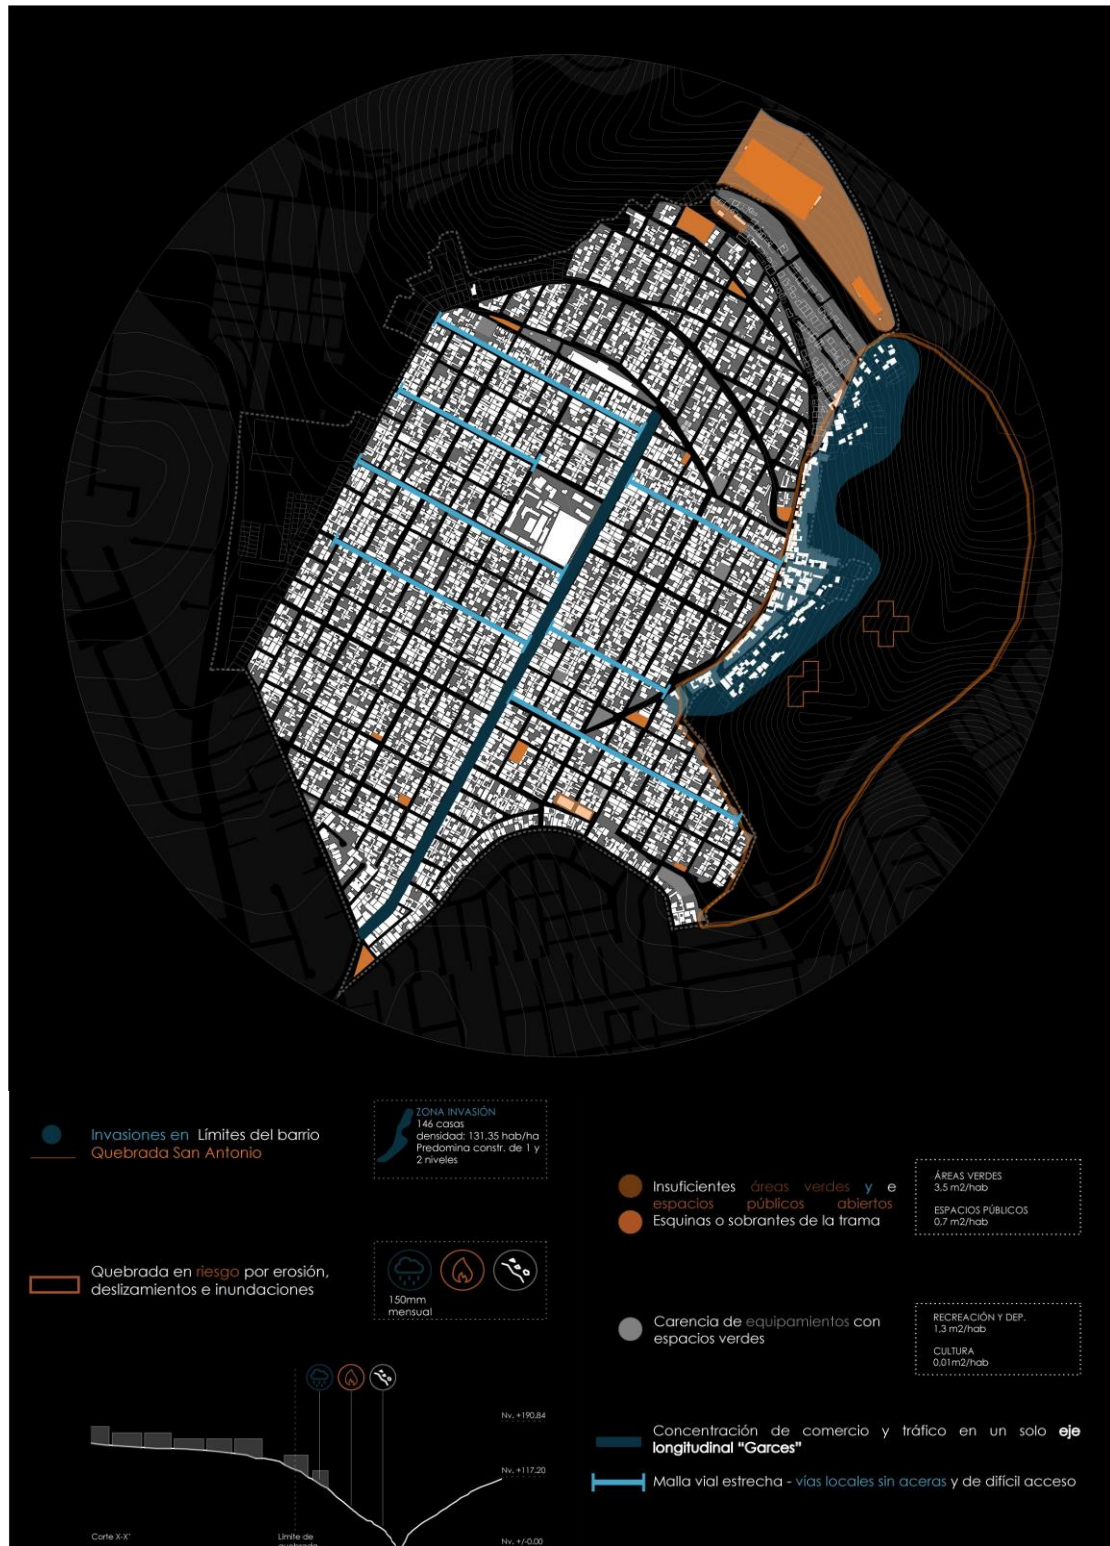 Invasiones en Límites del barrio
Quebrada San Antonio
ZONA INVASIÓN
146 casas
densidad: 131,35 hab/ha
Predomina constr. de 1 y
2 niveles
Quebrada en riesgo por erosión,
deslizamientos e inundaciones
150mm
mensual
Nv. +190.84
Nv. +117.20
Nv. +/-0.00
Corte X-X'
Límite de
quebrada
Insuficientes áreas verdes y e
espacios públicos abiertos
Esquinas o sobrantes de la trama
ÁREAS VERDES
3,5 m2/hab
ESPACIOS PÚBLICOS
0,7 m2/hab
Carencia de equipamientos con
espacios verdes
RECREACIÓN Y DEP.
1,3 m2/hab
CULTURA
0,01m2/hab
Concentración de comercio y tráfico en un solo eje
longitudinal "Garces"
Malla vial estrecha - vías locales sin aceras y de difícil acceso